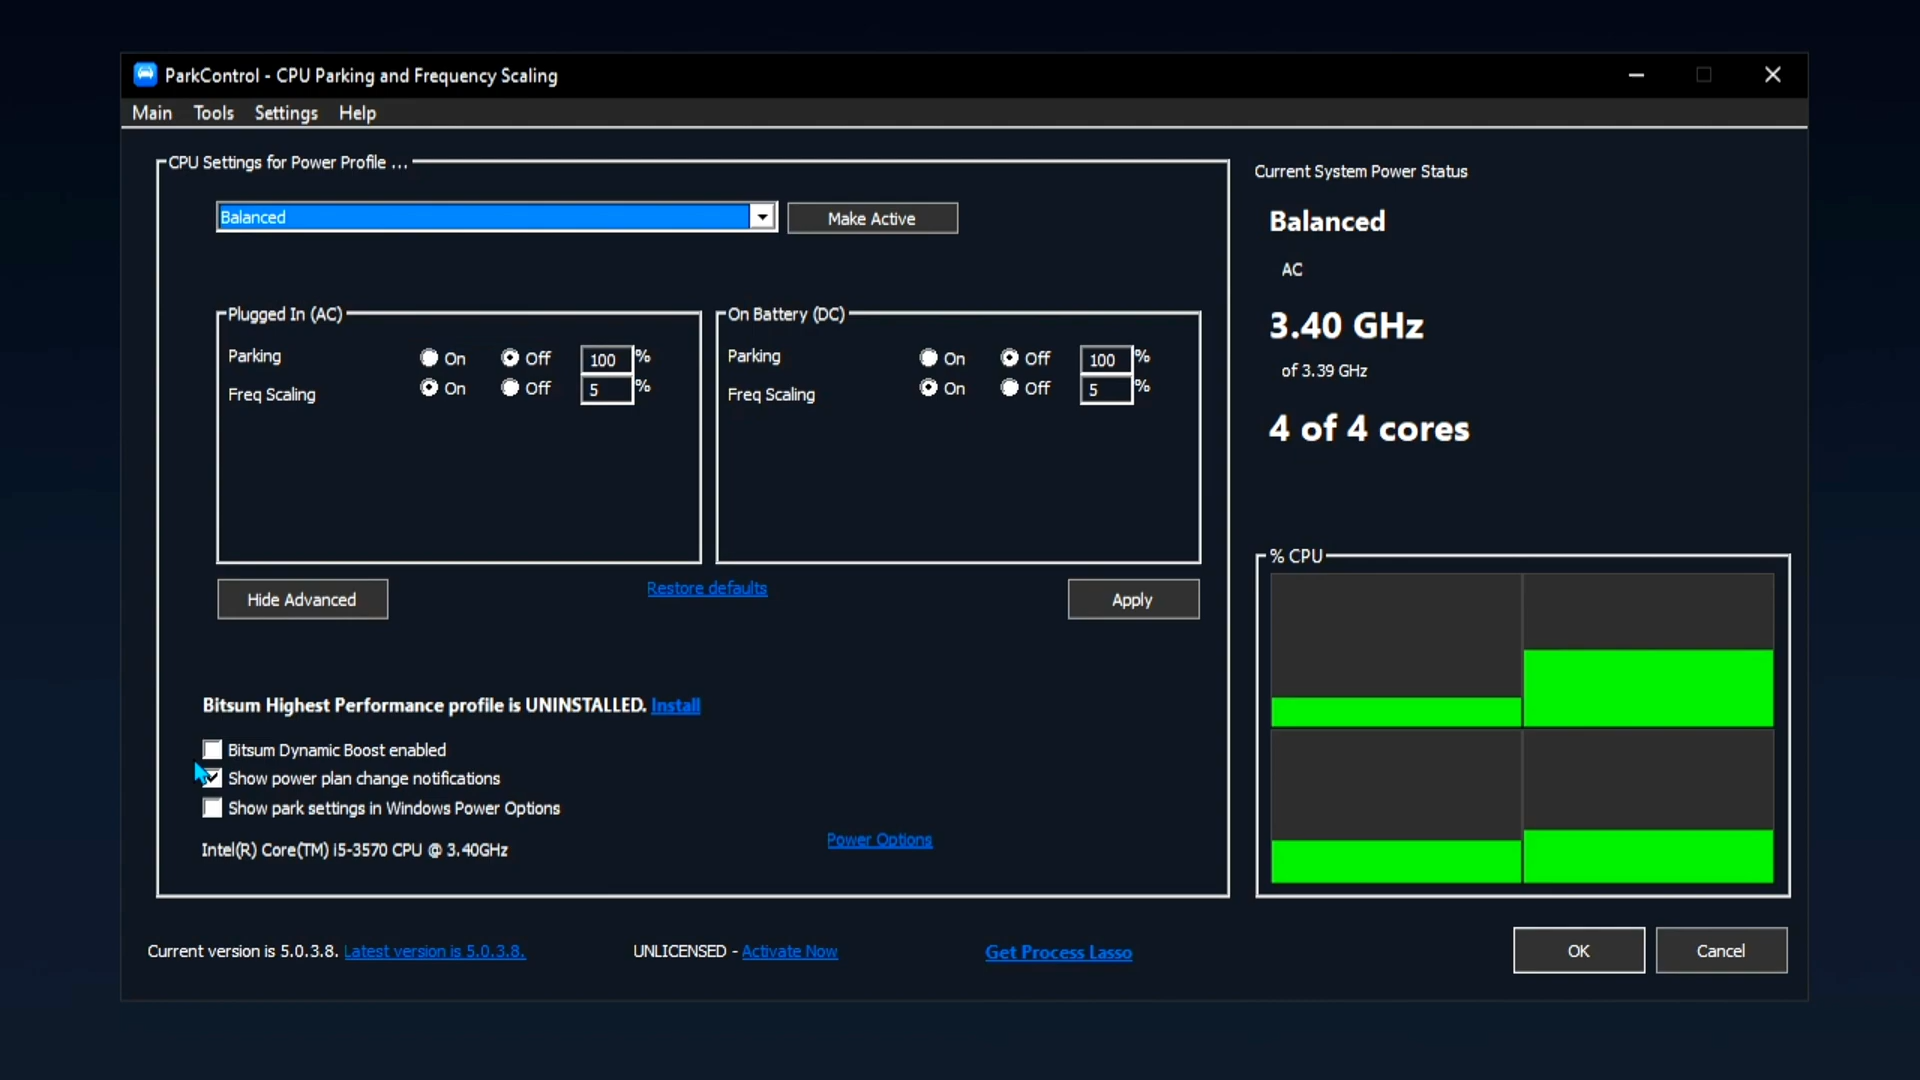 ParkControl - CPU Parking and Frequency Scaling
Main Tools Settings Help
CPU Settings for Power Profile ...
Balanced
Make Active
Plugged In (AC)
Parking On Off 100 %
Freq Scaling On Off 5 %
On Battery (DC)
Parking On Off 100 %
Freq Scaling On Off 5 %
Hide Advanced
Restore defaults
Apply
Bitsum Highest Performance profile is UNINSTALLED. Install
Bitsum Dynamic Boost enabled
Show power plan change notifications
Show park settings in Windows Power Options
Intel(R) Core(TM) i5-3570 CPU @ 3.40GHz
Power Options
Current System Power Status
Balanced
AC
3.40 GHz
of 3.39 GHz
4 of 4 cores
% CPU
Current version is 5.0.3.8. Latest version is 5.0.3.8.
UNLICENSED - Activate Now
Get Process Lasso
OK
Cancel